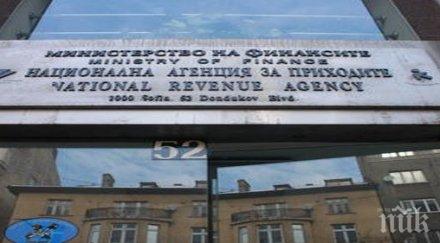 МИНИСТЕРСТВО НА ФИНАНСИТЕ
MINISTRY OF FINANCE
НАЦИОНАЛНА АГЕНЦИЯ ЗА ПРИХОДИТЕ
NATIONAL REVENUE AGENCY
1000 Sofia, 52 Dondukov Blvd.
52
пик